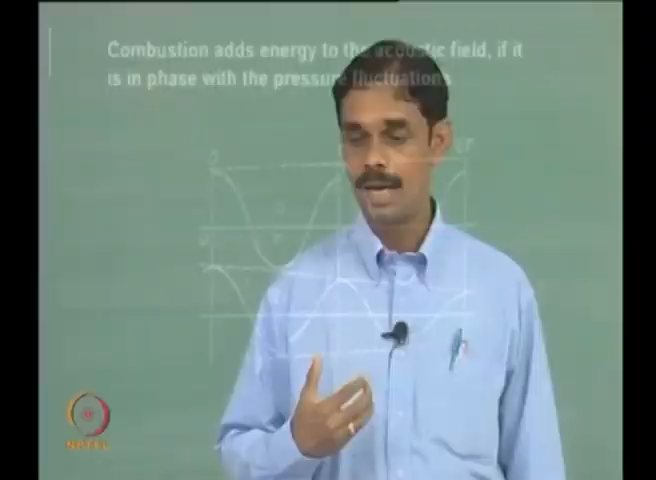 Combustion adds energy to the acoustic field, if it
is in phase with the pressure fluctuations
NPTEL